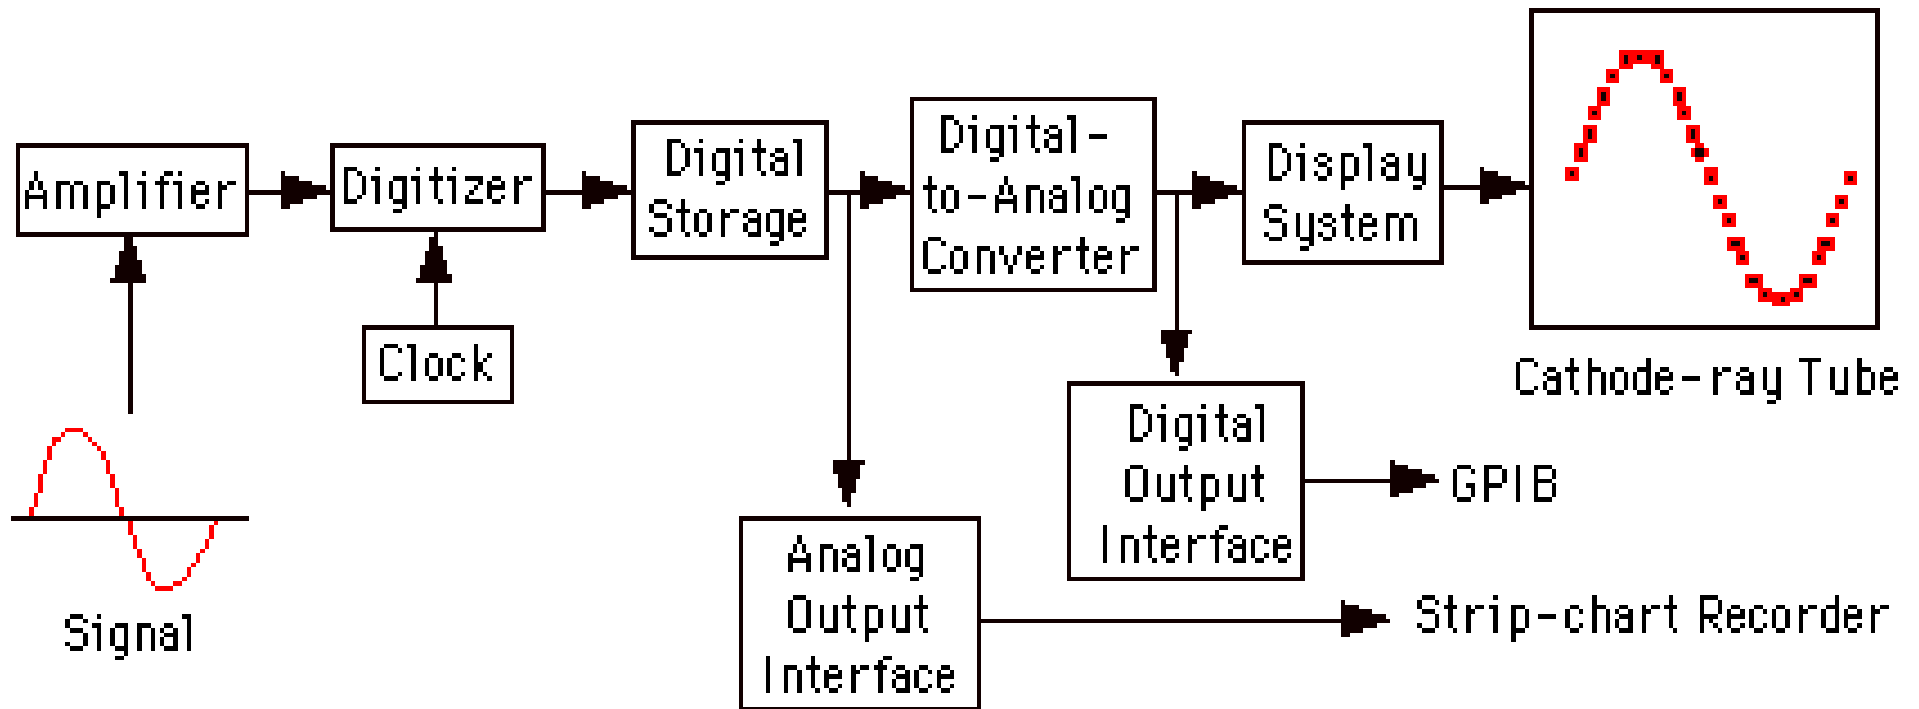 Amplifier
Digitizer
Digital
Storage
Digital-
to-Analog
Converter
Display
System
Cathode-ray Tube
Clock
Signal
Digital
Output
Interface
GPIB
Analog
Output
Interface
Strip-chart Recorder